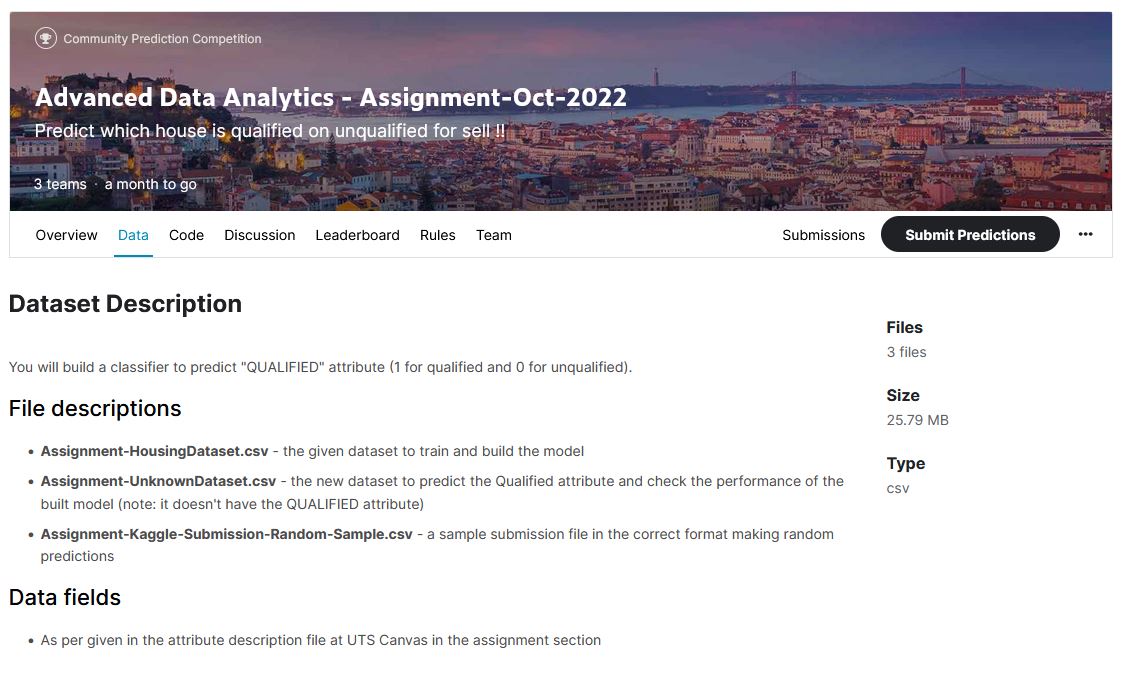 Community Prediction Competition
Advanced Data Analytics - Assignment-Oct-2022
Predict which house is qualified on unqualified for sell !!
3 teams · a month to go
Overview Data Code Discussion Leaderboard Rules Team Submissions Submit Predictions •••
Dataset Description
You will build a classifier to predict "QUALIFIED" attribute (1 for qualified and 0 for unqualified).
File descriptions
• Assignment-HousingDataset.csv - the given dataset to train and build the model
• Assignment-UnknownDataset.csv - the new dataset to predict the Qualified attribute and check the performance of the
built model (note: it doesn't have the QUALIFIED attribute)
• Assignment-Kaggle-Submission-Random-Sample.csv - a sample submission file in the correct format making random
predictions
Data fields
• As per given in the attribute description file at UTS Canvas in the assignment section
Files
3 files
Size
25.79 MB
Type
csv